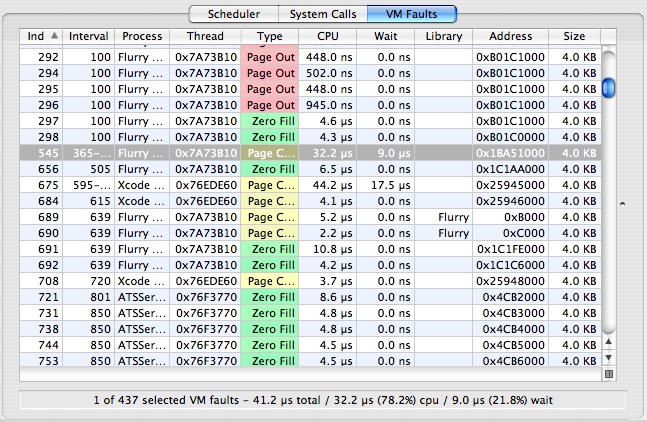 Scheduler System Calls VM Faults
Ind Interval Process Thread Type CPU Wait Library Address Size
292 100 Flurry ... 0x7A73B10 Page Out 448.0 ns 0.0 ns 0xB01C1000 4.0 KB
294 100 Flurry ... 0x7A73B10 Page Out 502.0 ns 0.0 ns 0xB01C1000 4.0 KB
295 100 Flurry ... 0x7A73B10 Page Out 448.0 ns 0.0 ns 0xB01C1000 4.0 KB
296 100 Flurry ... 0x7A73B10 Page Out 945.0 ns 0.0 ns 0xB01C1000 4.0 KB
297 100 Flurry ... 0x7A73B10 Zero Fill 4.6 µs 0.0 ns 0xB01C1000 4.0 KB
298 100 Flurry ... 0x7A73B10 Zero Fill 4.3 µs 0.0 ns 0xB01C0000 4.0 KB
545 365-... Flurry ... 0x7A73B10 Page C... 32.2 µs 9.0 µs 0x1BA51000 4.0 KB
656 505 Flurry ... 0x7A73B10 Zero Fill 6.5 µs 0.0 ns 0x1C1AA000 4.0 KB
675 595-... Xcode ... 0x76EDE60 Page C... 44.2 µs 17.5 µs 0x25945000 4.0 KB
684 615 Xcode ... 0x76EDE60 Page C... 4.1 µs 0.0 ns 0x25946000 4.0 KB
689 639 Flurry ... 0x7A73B10 Page C... 5.2 µs 0.0 ns Flurry 0xB000 4.0 KB
690 639 Flurry ... 0x7A73B10 Page C... 2.2 µs 0.0 ns Flurry 0xC000 4.0 KB
691 639 Flurry ... 0x7A73B10 Zero Fill 10.8 µs 0.0 ns 0x1C1FE000 4.0 KB
692 639 Flurry ... 0x7A73B10 Zero Fill 4.2 µs 0.0 ns 0x1C1C6000 4.0 KB
708 720 Xcode ... 0x76EDE60 Page C... 3.7 µs 0.0 ns 0x25948000 4.0 KB
721 801 ATSSer... 0x76F3770 Zero Fill 8.6 µs 0.0 ns 0x4CB2000 4.0 KB
731 850 ATSSer... 0x76F3770 Zero Fill 4.8 µs 0.0 ns 0x4CB3000 4.0 KB
738 850 ATSSer... 0x76F3770 Zero Fill 4.8 µs 0.0 ns 0x4CB4000 4.0 KB
744 850 ATSSer... 0x76F3770 Zero Fill 4.5 µs 0.0 ns 0x4CB5000 4.0 KB
753 850 ATSSer... 0x76F3770 Zero Fill 4.5 µs 0.0 ns 0x4CB6000 4.0 KB
1 of 437 selected VM faults - 41.2 µs total / 32.2 µs (78.2%) cpu / 9.0 µs (21.8%) wait